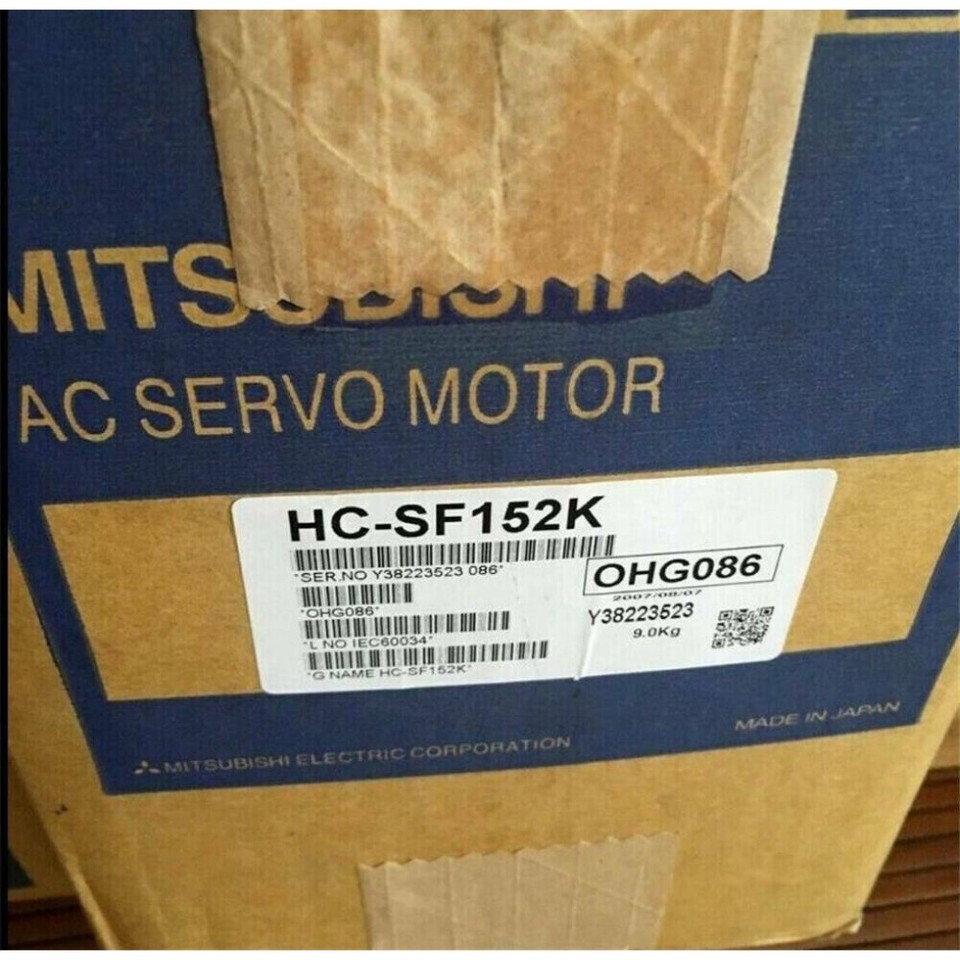 MITSUBISHI
AC SERVO MOTOR
HC-SF152K
*SER.NO Y38223523 086*
OHG086
2007/08/07
*OHG086*
Y38223523
9.0Kg
*L NO IEC60034*
*G NAME HC-SF152K*
MADE IN JAPAN
MITSUBISHI ELECTRIC CORPORATION